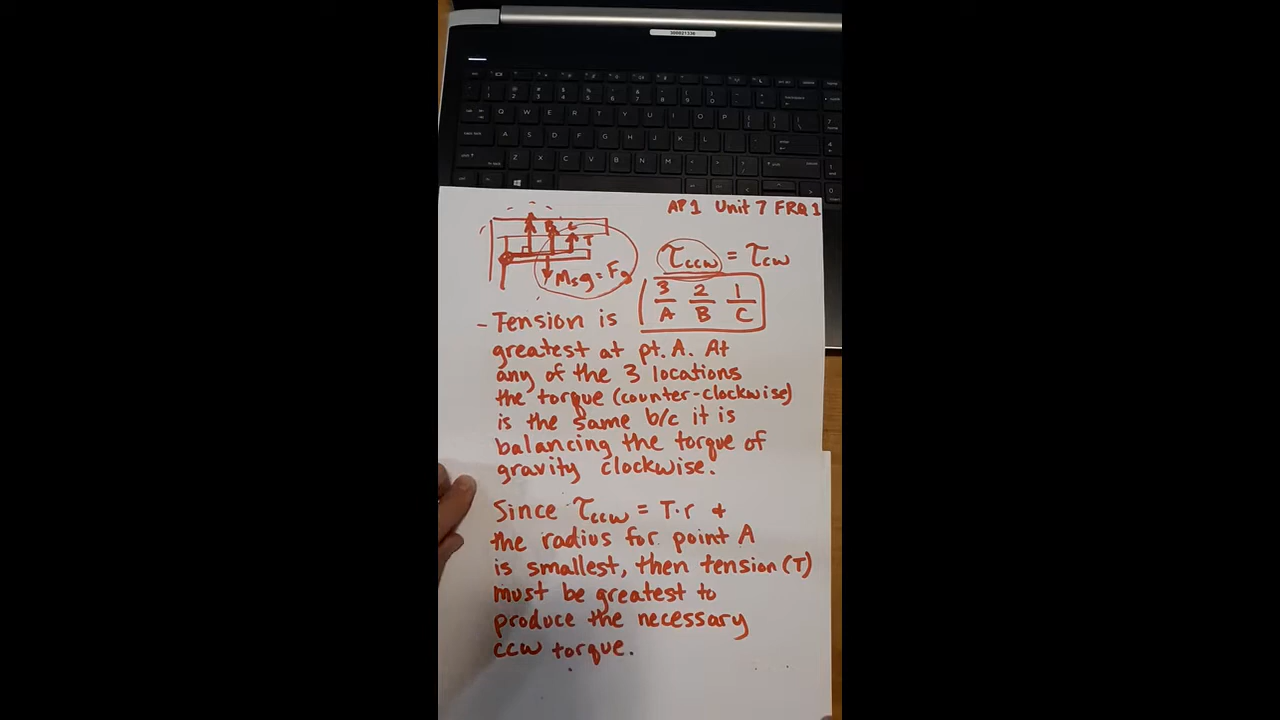 300021336
Q W E R T Y U I O P
A S D F G H J K L
Z X C V B N M
AP1 Unit 7 FRQ 1
B C
T
Msg = Fg
τccw = τcw
3 2 1
A B C
- Tension is
greatest at pt. A. At
any of the 3 locations
the torque (counter-clockwise)
is the same b/c it is
balancing the torque of
gravity clockwise.
Since τccw = T·r +
the radius for point A
is smallest, then tension (T)
must be greatest to
produce the necessary
ccw torque.